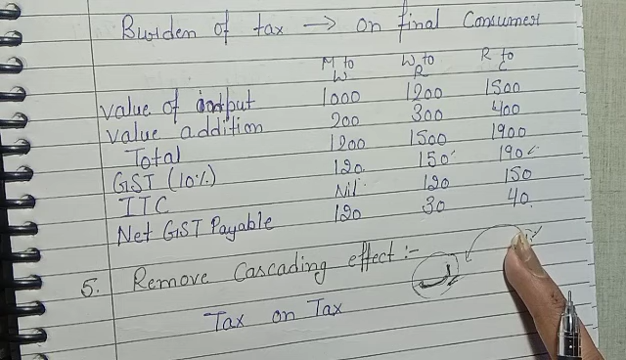 Burden of tax → on final Consumer
M to W W to R R to
Value of input 1000 1200 1500
Value addition 200 300 400
Total 1200 1500 1900
GST (10%) 120 150 190
ITC Nil 120 150
Net GST Payable 120 30 40
5. Remove Cascading effect :-
Tax on Tax